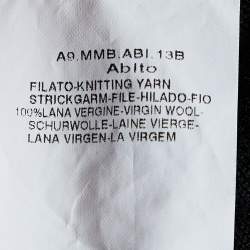 A9.MMB.ABI.13B
Abito
FILATO-KNITTING YARN
STRICKGARM-FILE-HILADO-FIO
100%LANA VERGINE-VIRGIN WOOL-
SCHURWOLLE-LAINE VIERGE-
LANA VIRGEN-LA VIRGEM